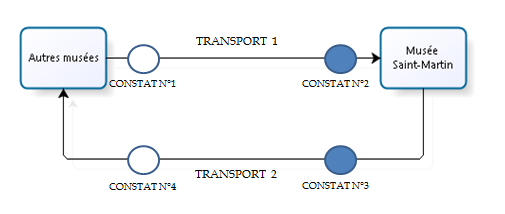 TRANSPORT 1
Autres musées
Musée
Saint-Martin
CONSTAT N°1
CONSTAT N°2
TRANSPORT 2
CONSTAT N°4
CONSTAT N°3